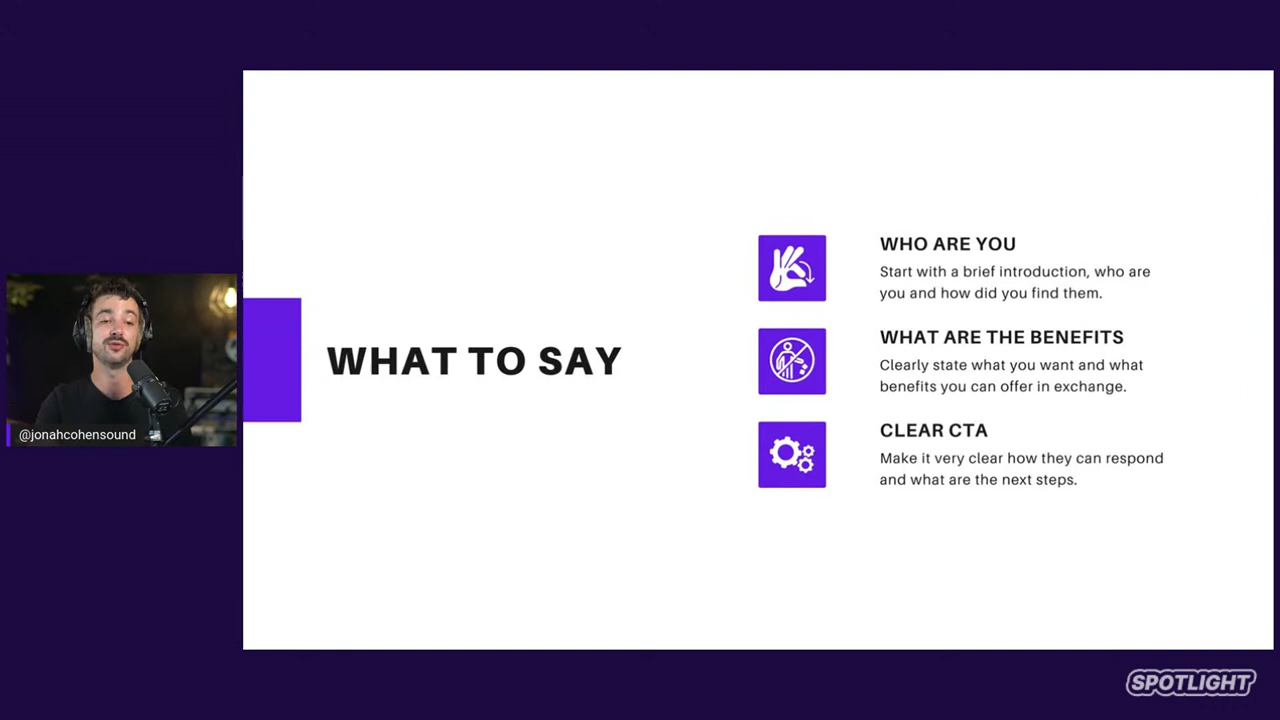 WHAT TO SAY
WHO ARE YOU
Start with a brief introduction, who are
you and how did you find them.
WHAT ARE THE BENEFITS
Clearly state what you want and what
benefits you can offer in exchange.
CLEAR CTA
Make it very clear how they can respond
and what are the next steps.
@jonahcohensound
SPOTLIGHT